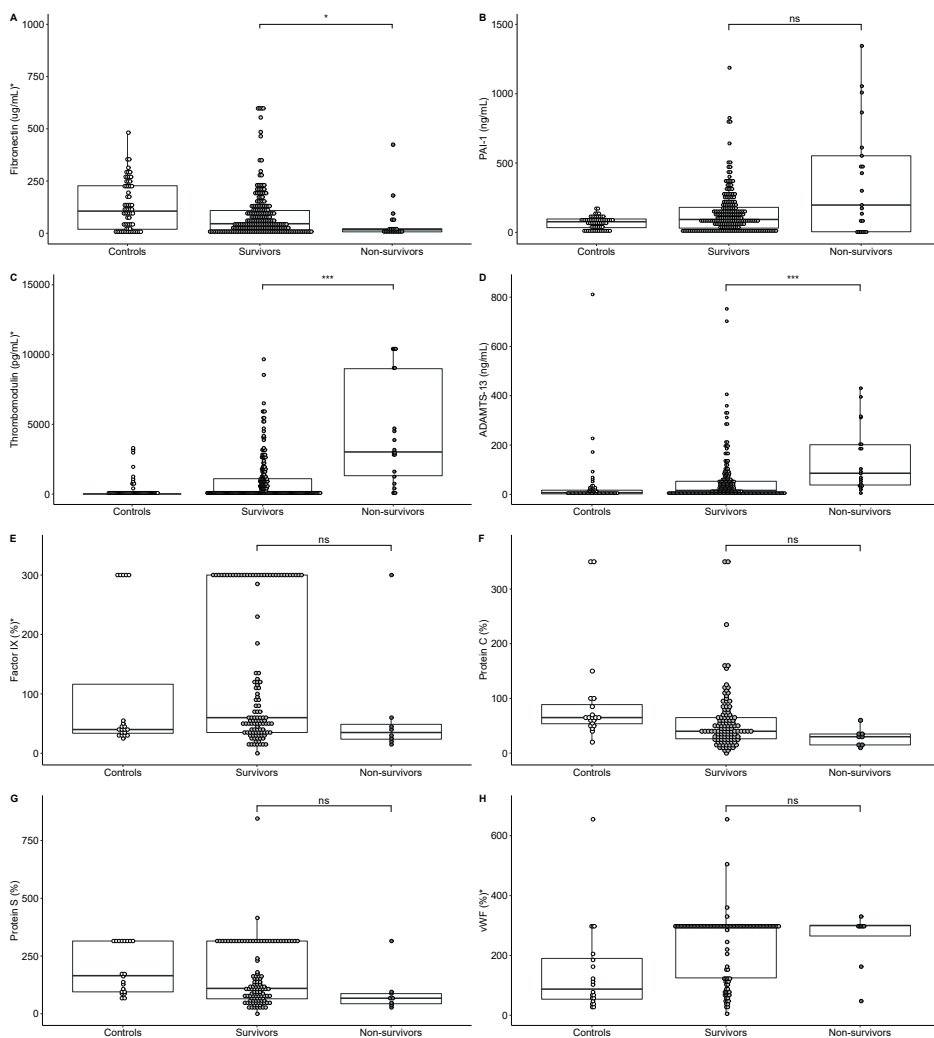 A
*
Fibronectin (ug/mL)*
1000
750
500
250
0
Controls
Survivors
Non-survivors
B
ns
PAI-1 (ng/mL)
1500
1000
500
0
Controls
Survivors
Non-survivors
C
***
Thrombomodulin (pg/mL)*
15000
10000
5000
0
Controls
Survivors
Non-survivors
D
***
ADAMTS-13 (ng/mL)
800
600
400
200
0
Controls
Survivors
Non-survivors
E
ns
Factor IX (%)*
300
200
100
0
Controls
Survivors
Non-survivors
F
ns
Protein C (%)
300
200
100
0
Controls
Survivors
Non-survivors
G
ns
Protein S (%)
750
500
250
0
Controls
Survivors
Non-survivors
H
ns
vWF (%)*
600
400
200
0
Controls
Survivors
Non-survivors